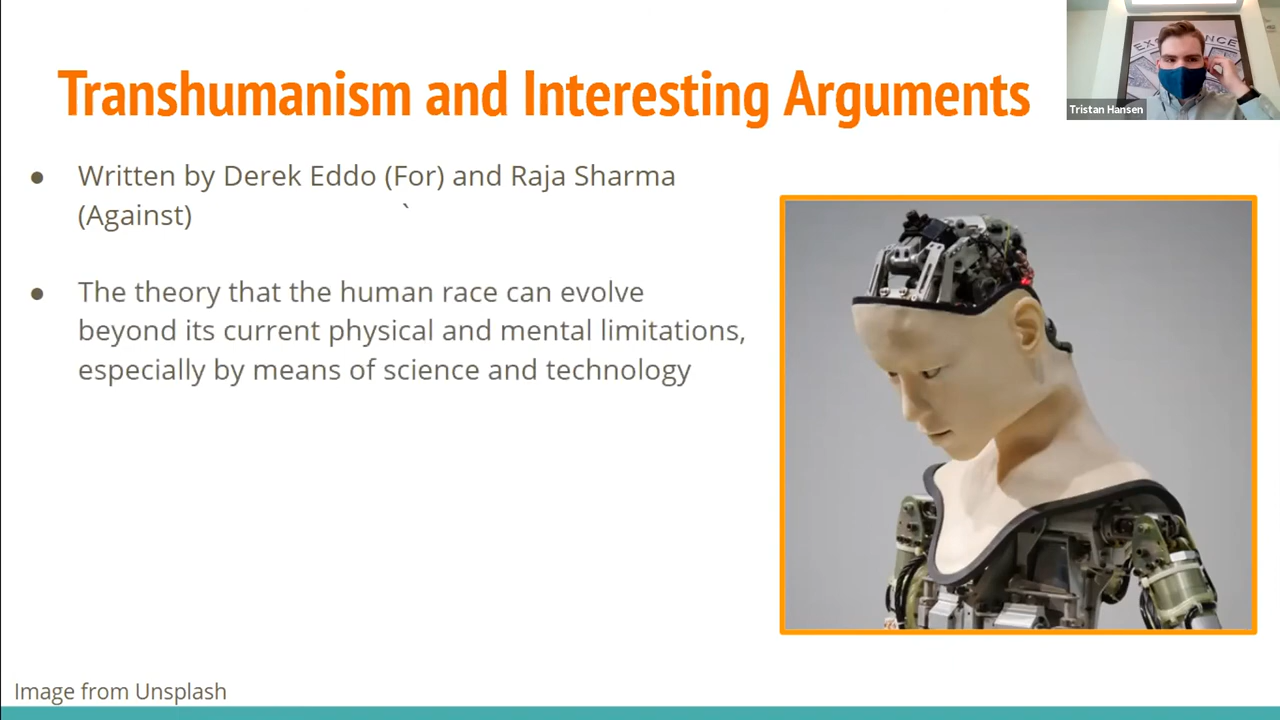 Transhumanism and Interesting Arguments
Tristan Hansen
● Written by Derek Eddo (For) and Raja Sharma
(Against) `
● The theory that the human race can evolve
beyond its current physical and mental limitations,
especially by means of science and technology
Image from Unsplash